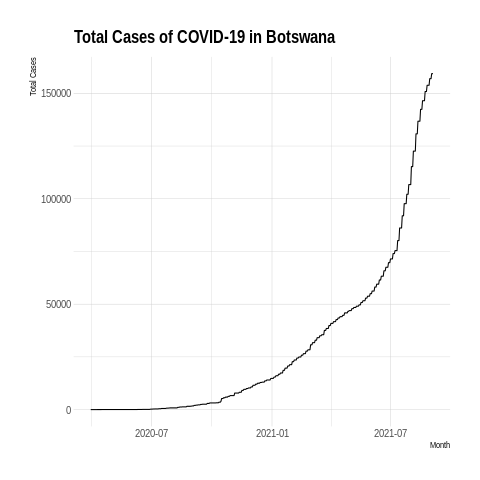 Total Cases of COVID-19 in Botswana
Total Cases
150000
100000
50000
0
2020-07
2021-01
2021-07
Month